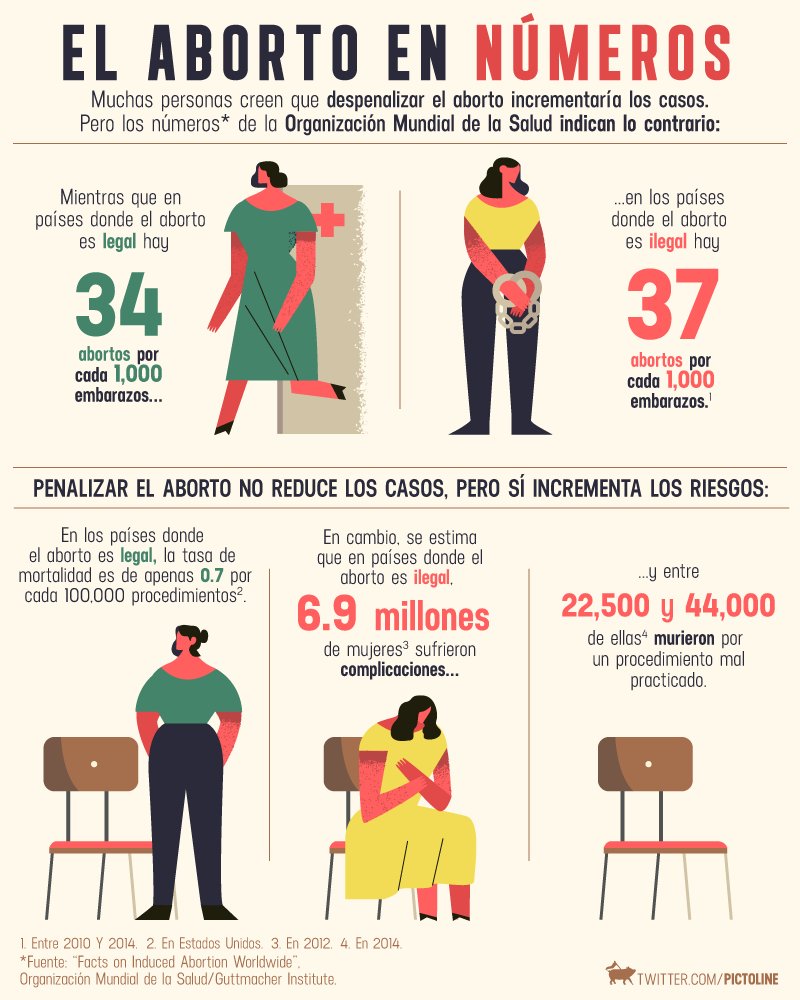 EL ABORTO EN NÚMEROS
Muchas personas creen que despenalizar el aborto incrementaría los casos.
Pero los números* de la Organización Mundial de la Salud indican lo contrario:
Mientras que en
países donde el aborto
es legal hay
34
abortos por
cada 1,000
embarazos...
...en los países
donde el aborto
es ilegal hay
37
abortos por
cada 1,000
embarazos.¹
PENALIZAR EL ABORTO NO REDUCE LOS CASOS, PERO SÍ INCREMENTA LOS RIESGOS:
En los países donde
el aborto es legal, la tasa de
mortalidad es de apenas 0.7 por
cada 100,000 procedimientos².
En cambio, se estima
que en países donde el
aborto es ilegal,
6.9 millones
de mujeres³ sufrieron
complicaciones...
...y entre
22,500 y 44,000
de ellas⁴ murieron por
un procedimiento mal
practicado.
1. Entre 2010 Y 2014. 2. En Estados Unidos. 3. En 2012. 4. En 2014.
*Fuente: “Facts on Induced Abortion Worldwide”,
Organización Mundial de la Salud/Guttmacher Institute.
TWITTER.COM/PICTOLINE